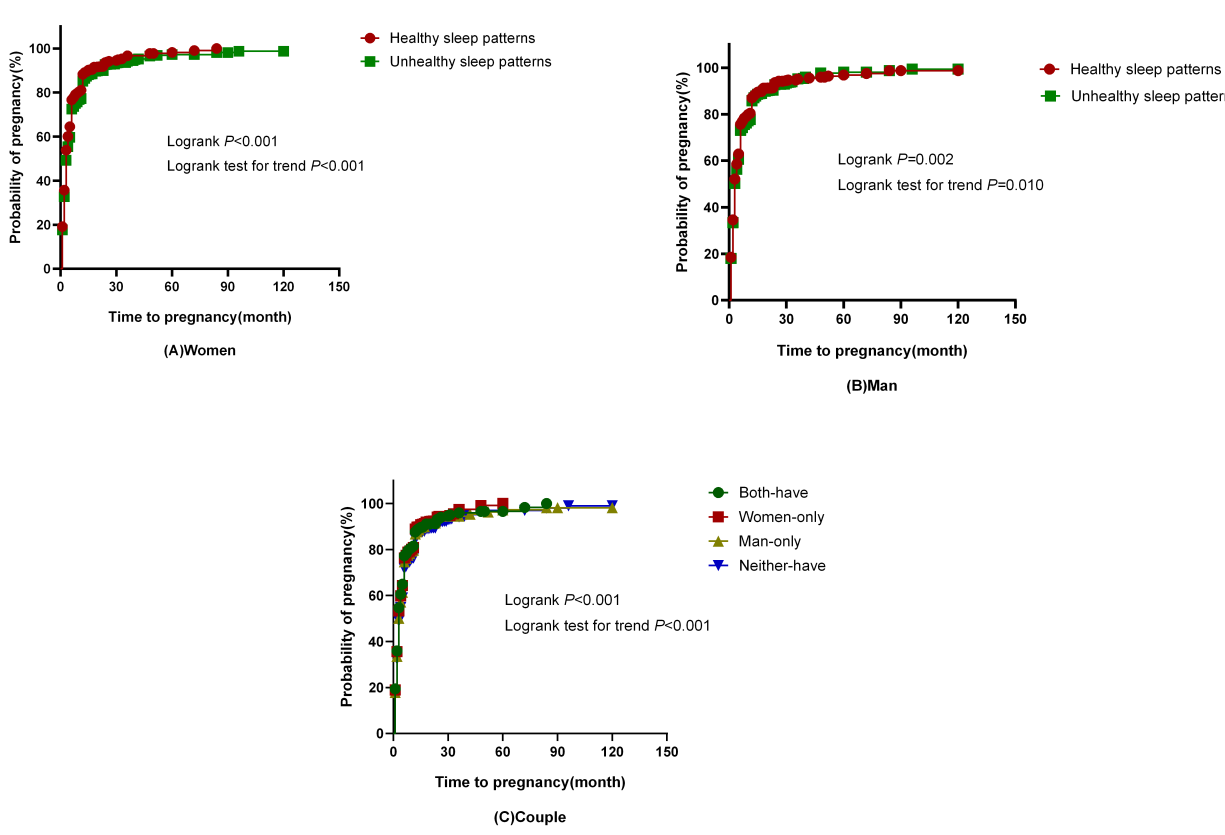 Probability of pregnancy(%)
100
80
60
40
20
0
0 30 60 90 120 150
Time to pregnancy(month)
(A)Women
Healthy sleep patterns
Unhealthy sleep patterns
Logrank P<0.001
Logrank test for trend P<0.001
Probability of pregnancy(%)
100
80
60
40
20
0
0 30 60 90 120 150
Time to pregnancy(month)
(B)Man
Healthy sleep patterns
Unhealthy sleep patter
Logrank P=0.002
Logrank test for trend P=0.010
Probability of pregnancy(%)
100
80
60
40
20
0
0 30 60 90 120 150
Time to pregnancy(month)
(C)Couple
Both-have
Women-only
Man-only
Neither-have
Logrank P<0.001
Logrank test for trend P<0.001